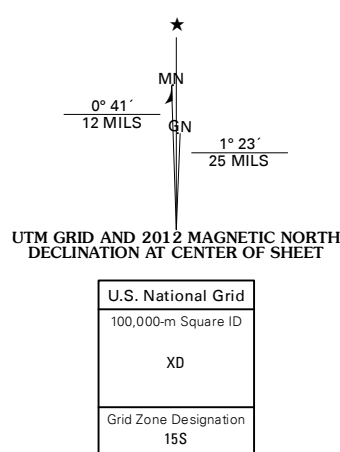 ★
MN
0° 41´
12 MILS
GN
1° 23´
25 MILS
UTM GRID AND 2012 MAGNETIC NORTH
DECLINATION AT CENTER OF SHEET
U.S. National Grid
100,000-m Square ID
XD
Grid Zone Designation
15S